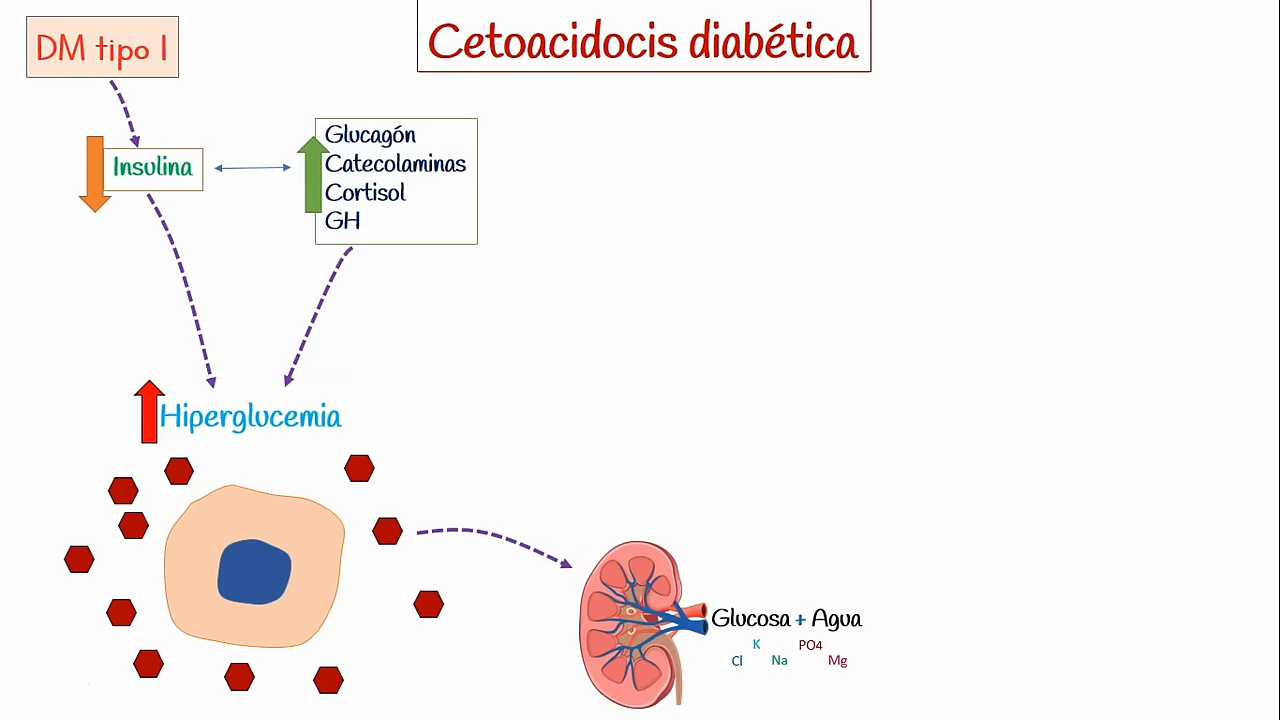 Cetoacidocis diabética
DM tipo I
Insulina
Glucagón
Catecolaminas
Cortisol
GH
Hiperglucemia
Glucosa + Agua
K PO4
Cl Na Mg